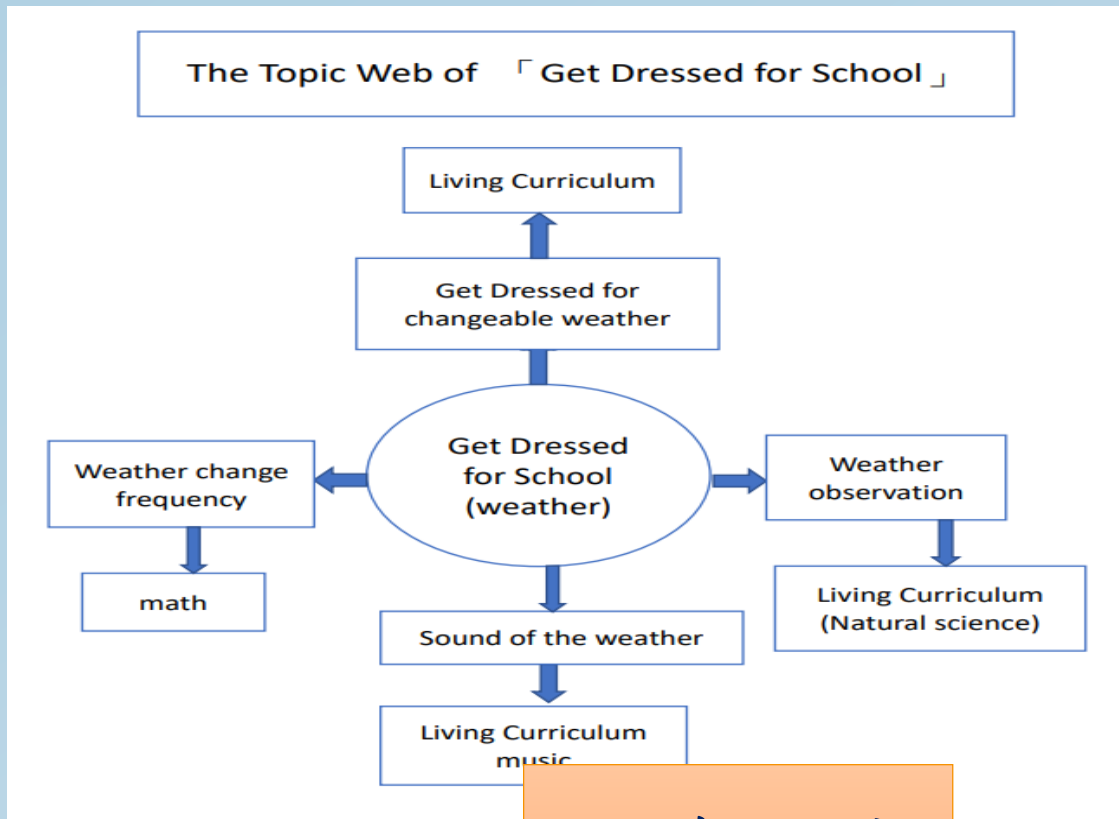 The Topic Web of 「Get Dressed for School」
Living Curriculum
Get Dressed for
changeable weather
Get Dressed
for School
(weather)
Weather change
frequency
math
Weather
observation
Living Curriculum
(Natural science)
Sound of the weather
Living Curriculum
music